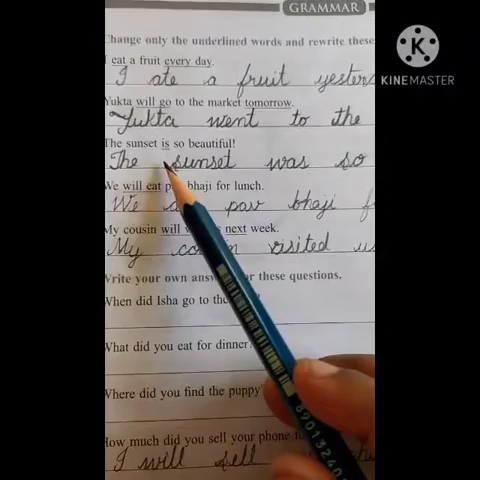 GRAMMAR
KINEMASTER
Change only the underlined words and rewrite these
I eat a fruit every day.
I ate a fruit
Yukta will go to the market tomorrow.
Yukta went to the
The sunset is so beautiful!
The sunset was so
We will eat bhaji for lunch.
We pav bhaji
My cousin will next week.
My visited
Write your own these questions.
When did Isha go to the
What did you eat for dinner?
Where did you find the puppy?
How much did you sell your phone
I will sell